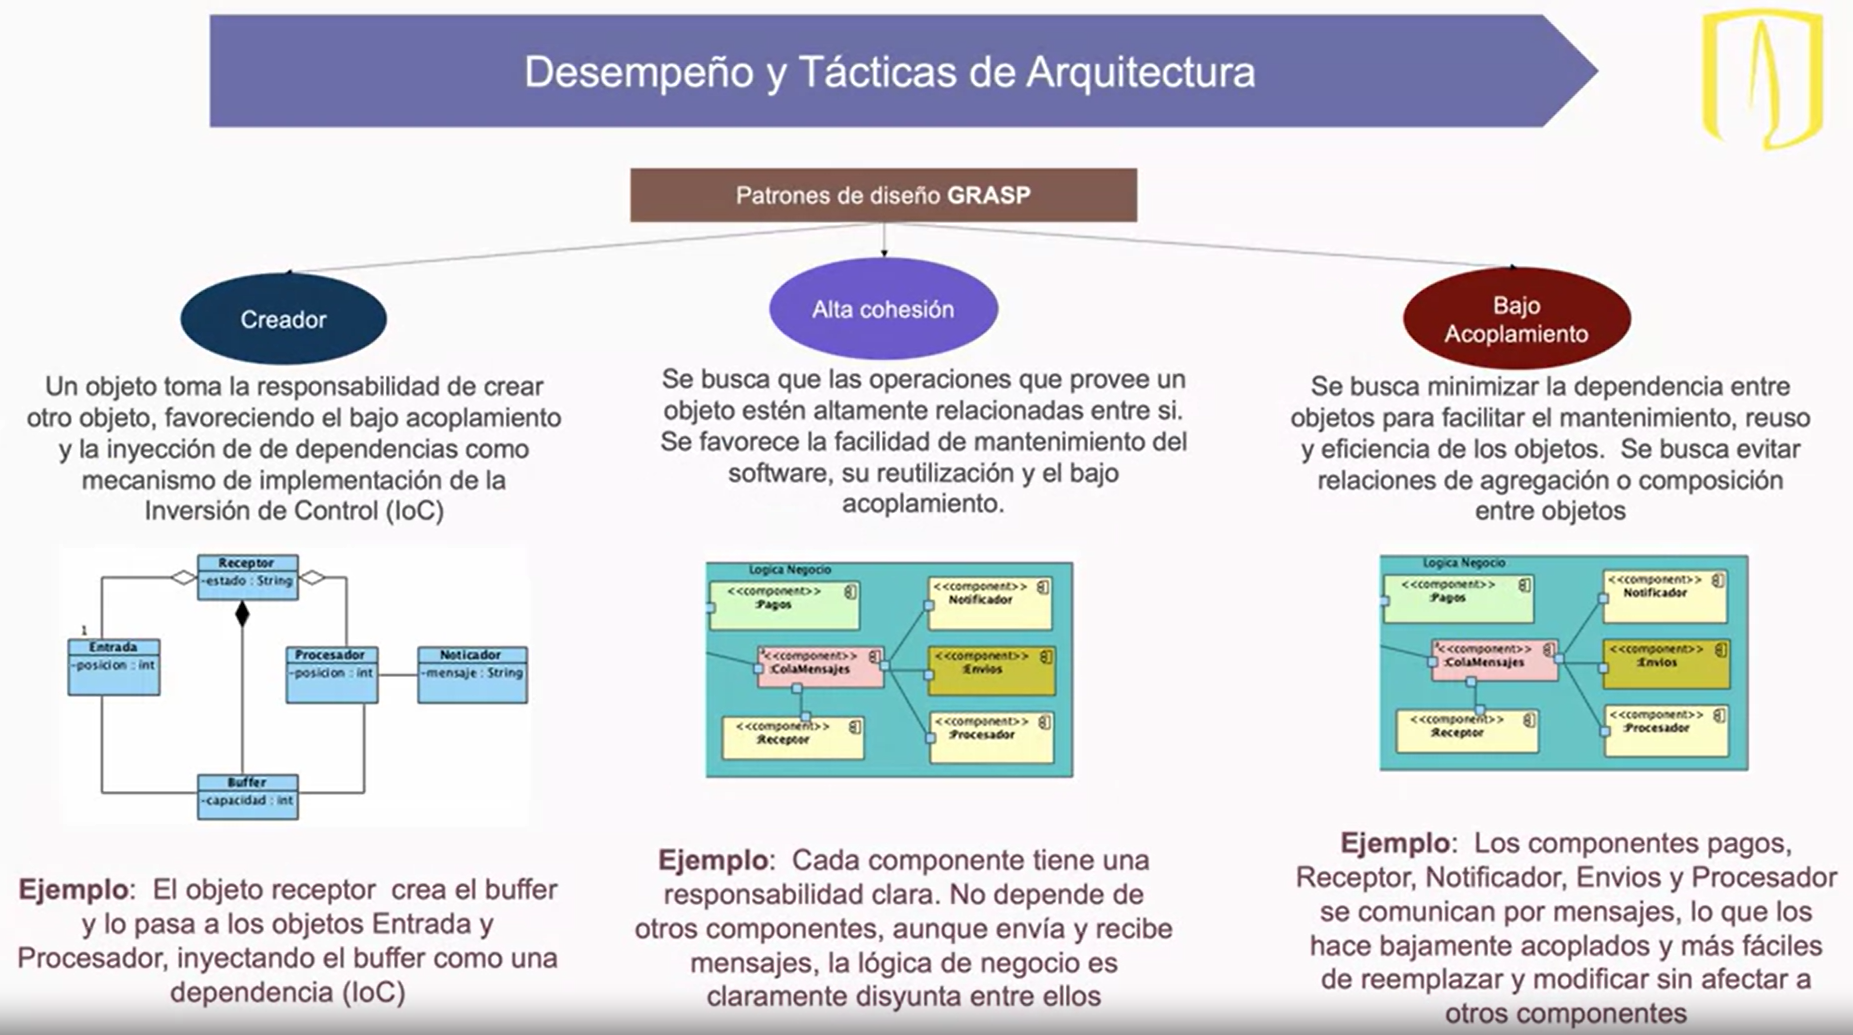 Desempeño y Tácticas de Arquitectura
Patrones de diseño GRASP
Creador
Un objeto toma la responsabilidad de crear
otro objeto, favoreciendo el bajo acoplamiento
y la inyección de de dependencias como
mecanismo de implementación de la
Inversión de Control (IoC)
Receptor
-estado : String
1
Entrada
-posicion : int
Procesador
-posicion : int
Noticador
-mensaje : String
Buffer
-capacidad : int
Ejemplo: El objeto receptor crea el buffer
y lo pasa a los objetos Entrada y
Procesador, inyectando el buffer como una
dependencia (IoC)
Alta cohesión
Se busca que las operaciones que provee un
objeto estén altamente relacionadas entre si.
Se favorece la facilidad de mantenimiento del
software, su reutilización y el bajo
acoplamiento.
Logica Negocio
<<component>>
:Pagos
<<component>>
Notificador
<<component>>
:ColaMensajes
<<component>>
:Envios
<<component>>
:Receptor
<<component>>
:Procesador
Ejemplo: Cada componente tiene una
responsabilidad clara. No depende de
otros componentes, aunque envía y recibe
mensajes, la lógica de negocio es
claramente disyunta entre ellos
Bajo
Acoplamiento
Se busca minimizar la dependencia entre
objetos para facilitar el mantenimiento, reuso
y eficiencia de los objetos. Se busca evitar
relaciones de agregación o composición
entre objetos
Logica Negocio
<<component>>
:Pagos
<<component>>
Notificador
<<component>>
:ColaMensajes
<<component>>
:Envios
<<component>>
:Receptor
<<component>>
:Procesador
Ejemplo: Los componentes pagos,
Receptor, Notificador, Envios y Procesador
se comunican por mensajes, lo que los
hace bajamente acoplados y más fáciles
de reemplazar y modificar sin afectar a
otros componentes